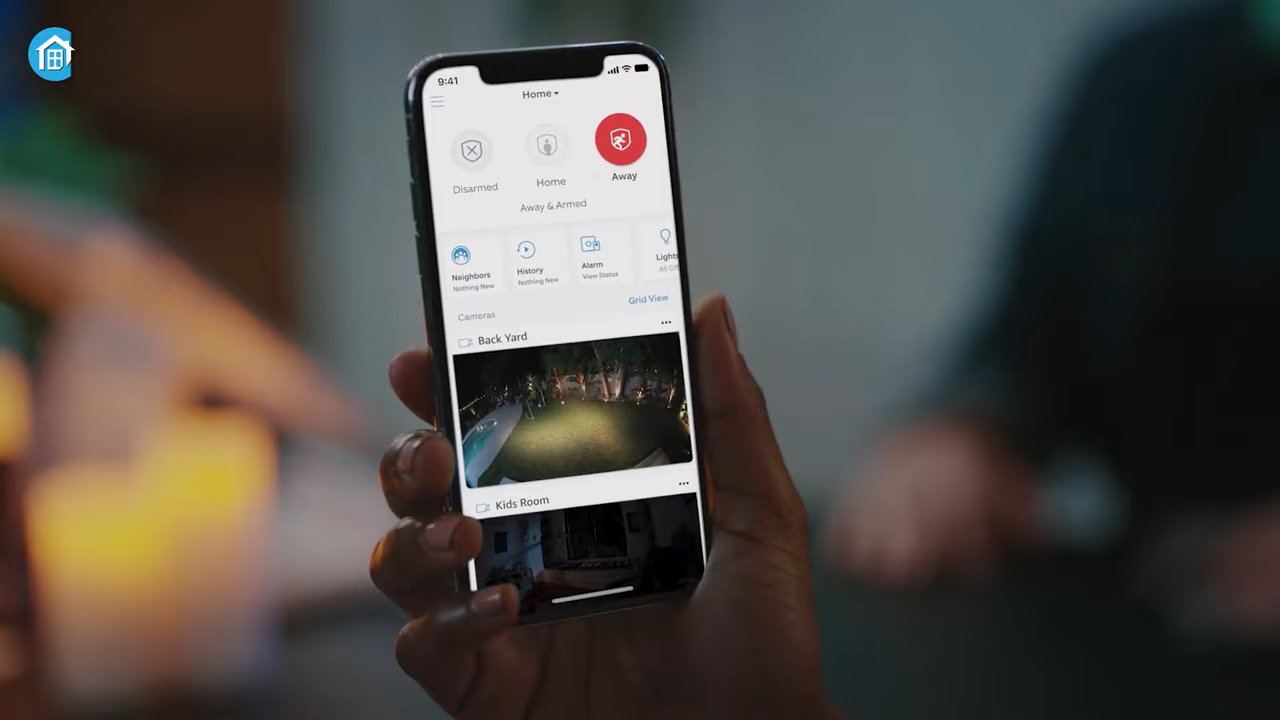 9:41
Home
Disarmed
Home
Away
Away & Armed
Neighbors
Nothing New
History
Nothing New
Alarm
View Status
Lights
All Off
Grid View
Cameras
Back Yard
Kids Room